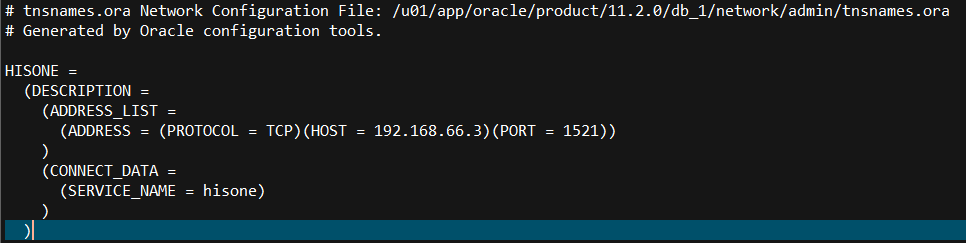 # tnsnames.ora Network Configuration File: /u01/app/oracle/product/11.2.0/db_1/network/admin/tnsnames.ora
# Generated by Oracle configuration tools.

HISONE =
  (DESCRIPTION =
    (ADDRESS_LIST =
      (ADDRESS = (PROTOCOL = TCP)(HOST = 192.168.66.3)(PORT = 1521))
    )
    (CONNECT_DATA =
      (SERVICE_NAME = hisone)
    )
  )